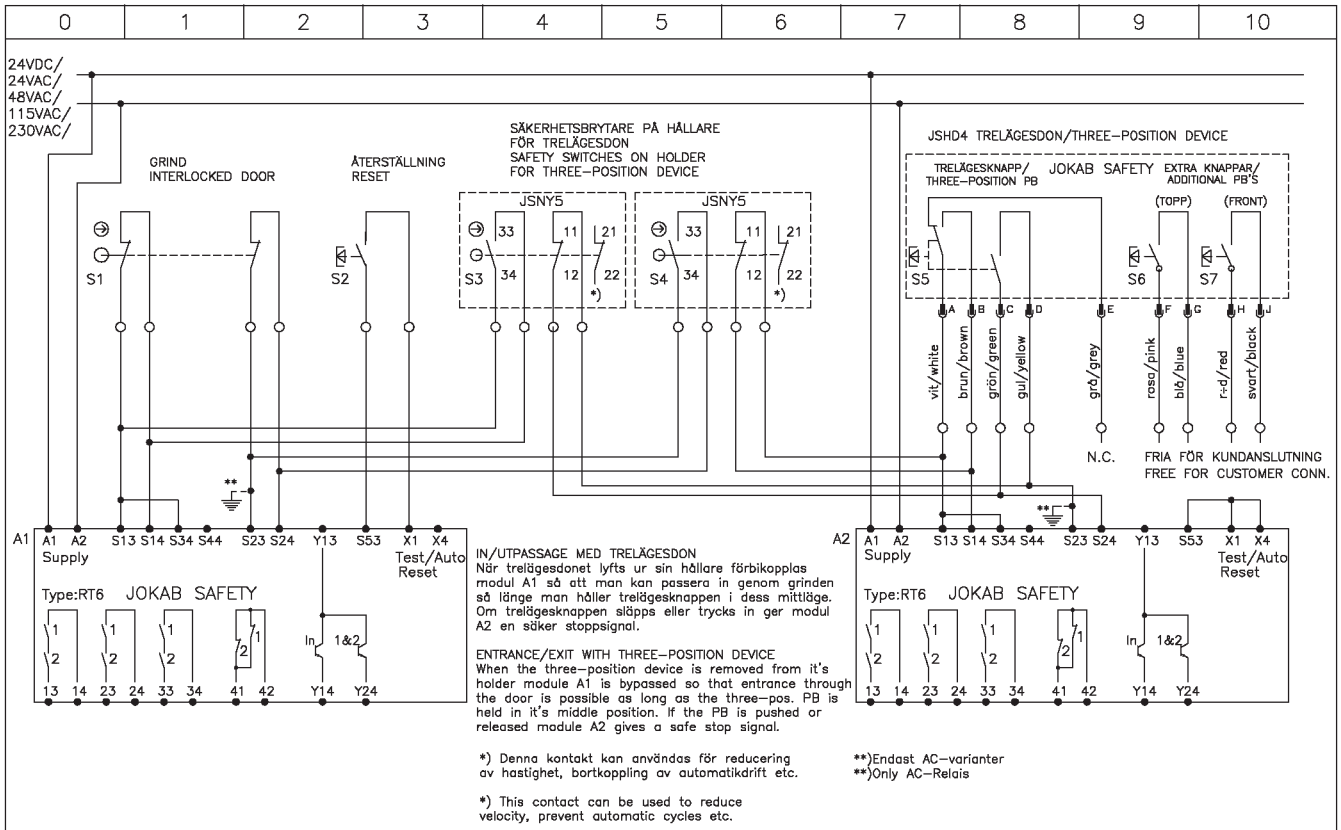 0 1 2 3 4 5 6 7 8 9 10
24VDC/
24VAC/
48VAC/
115VAC/
230VAC/
GRIND
INTERLOCKED DOOR
ÅTERSTÄLLNING
RESET
SÄKERHETSBRYTARE PÅ HÅLLARE
FÖR TRELÄGESDON
SAFETY SWITCHES ON HOLDER
FOR THREE-POSITION DEVICE
JSHD4 TRELÄGESDON/THREE-POSITION DEVICE
TRELÄGESKNAPP/
THREE-POSITION PB
JOKAB SAFETY
EXTRA KNAPPAR/
ADDITIONAL PB'S
(TOPP) (FRONT)
JSNY5 JSNY5
33 11 21 33 11 21
S1 S2 S3 34 12 22 S4 34 12 22 S5 S6 S7
*) *)
A B C D E F G H J
vit/white
brun/brown
grön/green
gul/yellow
grå/grey
rosa/pink
blå/blue
r÷d/red
svart/black
N.C.
FRIA FÖR KUNDANSLUTNING
FREE FOR CUSTOMER CONN.
** **
A1 A1 A2 S13 S14 S34 S44 S23 S24 Y13 S53 X1 X4
Supply
Test/Auto
Reset
Type:RT6 JOKAB SAFETY
1 1 1 1 In 1&2
2 2 2 2
13 14 23 24 33 34 41 42 Y14 Y24
IN/UTPASSAGE MED TRELÄGESDON
När trelägesdonet lyfts ur sin hållare förbikopplas
modul A1 så att man kan passera in genom grinden
så länge man håller trelägesknappen i dess mittläge.
Om trelägesknappen släpps eller trycks in ger modul
A2 en säker stoppsignal.
ENTRANCE/EXIT WITH THREE-POSITION DEVICE
When the three-position device is removed from it's
holder module A1 is bypassed so that entrance through
the door is possible as long as the three-pos. PB is
held in it's middle position. If the PB is pushed or
released module A2 gives a safe stop signal.
*) Denna kontakt kan användas för reducering
av hastighet, bortkoppling av automatikdrift etc.
*) This contact can be used to reduce
velocity, prevent automatic cycles etc.
A2 A1 A2 S13 S14 S34 S44 S23 S24 Y13 S53 X1 X4
Supply
Test/Auto
Reset
Type:RT6 JOKAB SAFETY
1 1 1 1 In 1&2
2 2 2 2
13 14 23 24 33 34 41 42 Y14 Y24
**)Endast AC-varianter
**)Only AC-Relais